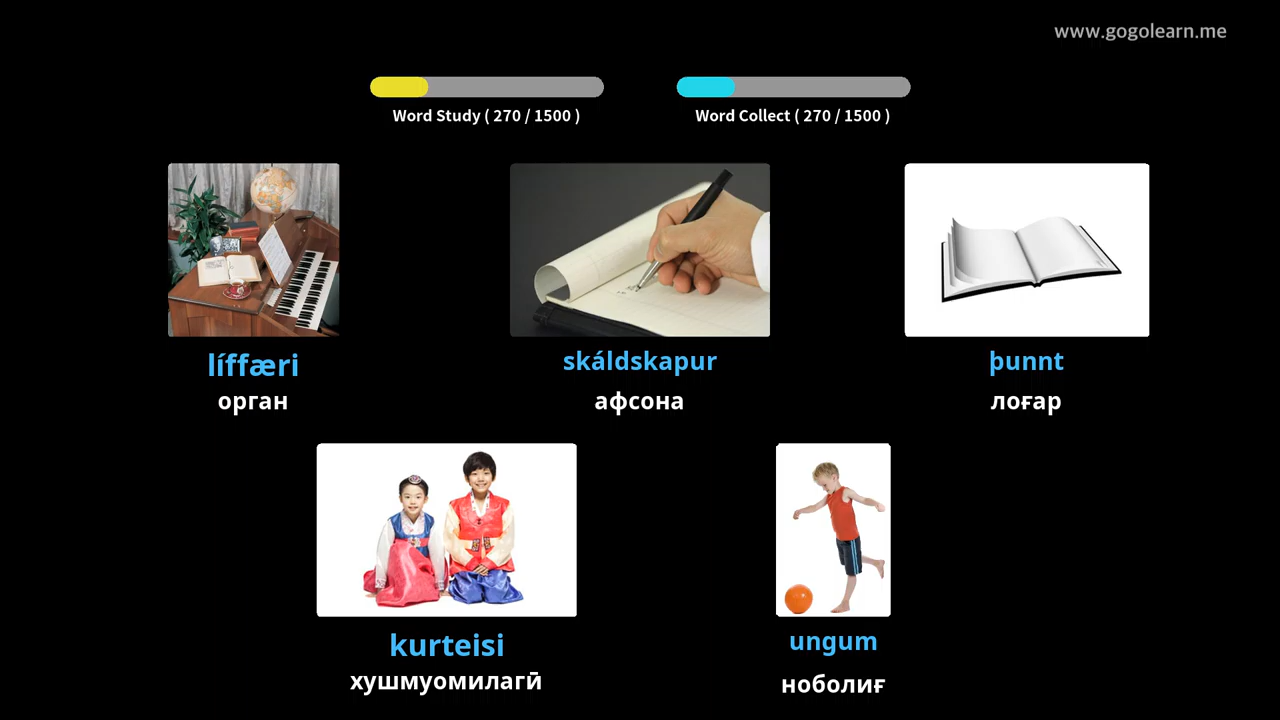 www.gogolearn.me
Word Study ( 270 / 1500 )
Word Collect ( 270 / 1500 )
líffæri
skáldskapur
þunnt
орган
афсона
лоғар
kurteisi
ungum
хушмуомилагӣ
ноболиғ